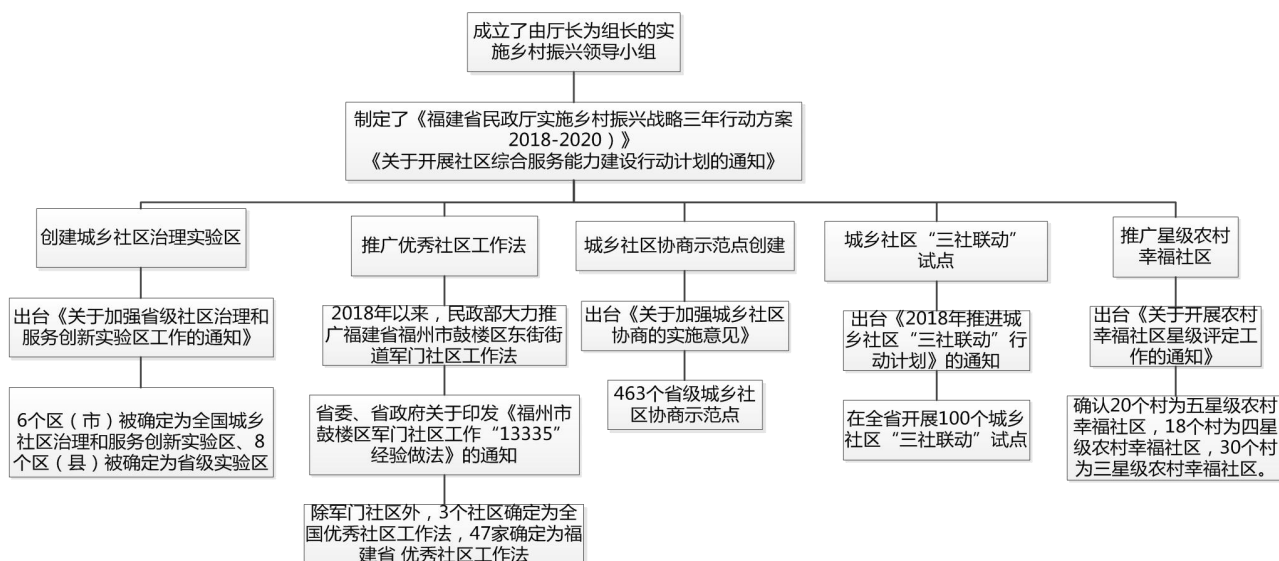 成立了由厅长为组长的实
施乡村振兴领导小组
制定了《福建省民政厅实施乡村振兴战略三年行动方案
2018-2020）》
《关于开展社区综合服务能力建设行动计划的通知》
创建城乡社区治理实验区
出台《关于加强省级社区治理和
服务创新实验区工作的通知》
6个区（市）被确定为全国城乡
社区治理和服务创新实验区、8
个区（县）被确定为省级实验区
推广优秀社区工作法
2018年以来，民政部大力推
广福建省福州市鼓楼区东街街
道军门社区工作法
省委、省政府关于印发《福州市
鼓楼区军门社区工作“13335”
经验做法》的通知
除军门社区外，3个社区确定为全
国优秀社区工作法，47家确定为福
建省 优秀社区工作法
城乡社区协商示范点创建
出台《关于加强城乡社区
协商的实施意见》
463个省级城乡社
区协商示范点
城乡社区“三社联动”
试点
出台《2018年推进城
乡社区“三社联动”行
动计划》的通知
在全省开展100个城乡
社区“三社联动”试点
推广星级农村
幸福社区
出台《关于开展农村
幸福社区星级评定工
作的通知》
确认20个村为五星级农村
幸福社区，18个村为四星
级农村幸福社区，30个村
为三星级农村幸福社区。